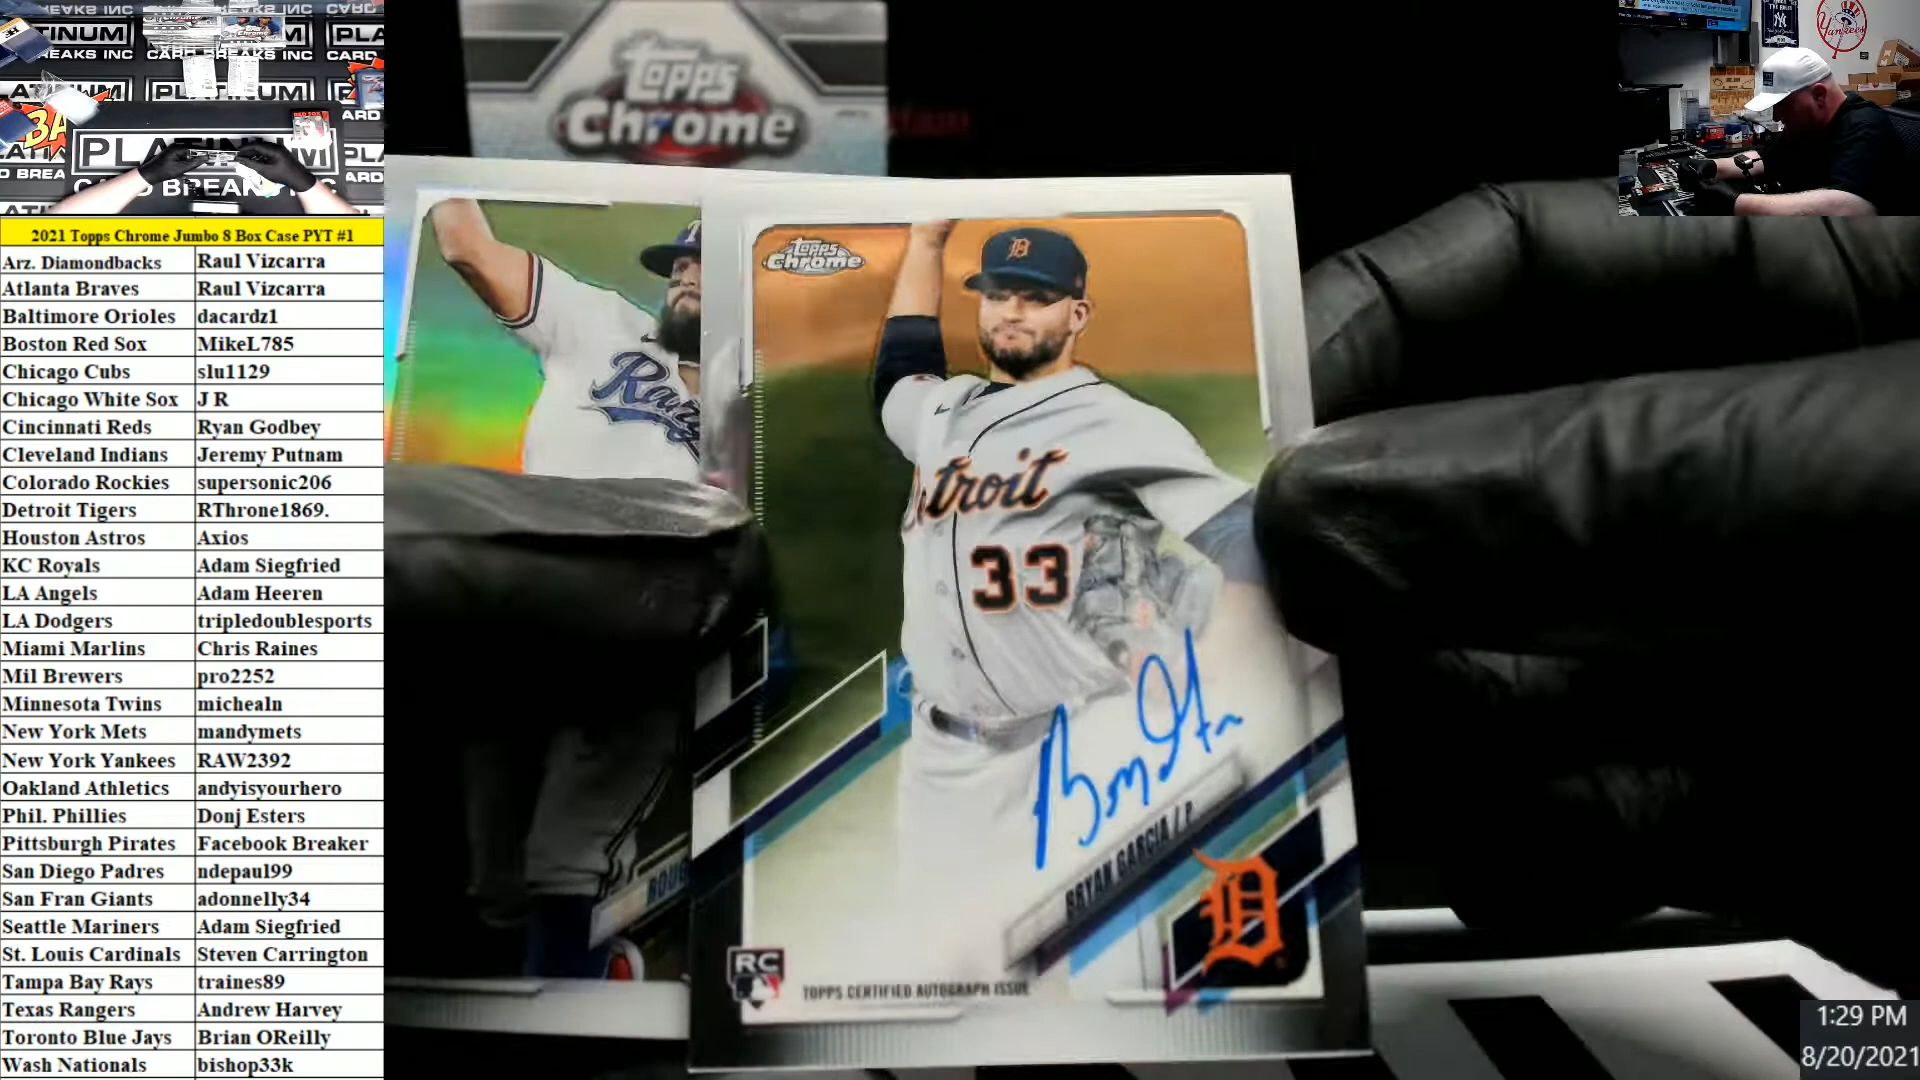 2021 Topps Chrome Jumbo 8 Box Case PYT #1
Arz. Diamondbacks Raul Vizcarra
Atlanta Braves Raul Vizcarra
Baltimore Orioles dacardz1
Boston Red Sox MikeL785
Chicago Cubs slu1129
Chicago White Sox J R
Cincinnati Reds Ryan Godbey
Cleveland Indians Jeremy Putnam
Colorado Rockies supersonic206
Detroit Tigers RThrone1869.
Houston Astros Axios
KC Royals Adam Siegfried
LA Angels Adam Heeren
LA Dodgers tripledoublesports
Miami Marlins Chris Raines
Mil Brewers pro2252
Minnesota Twins michealn
New York Mets mandymets
New York Yankees RAW2392
Oakland Athletics andyisyourhero
Phil. Phillies Donj Esters
Pittsburgh Pirates Facebook Breaker
San Diego Padres ndepaul99
San Fran Giants adonnelly34
Seattle Mariners Adam Siegfried
St. Louis Cardinals Steven Carrington
Tampa Bay Rays traines89
Texas Rangers Andrew Harvey
Toronto Blue Jays Brian OReilly
Wash Nationals bishop33k
PLATINUM
Topps
Chrome
Topps
Chrome
D
Detroit
33
BRYAN GARCIA / P
D
RC
TOPPS CERTIFIED AUTOGRAPH ISSUE
Yankees
1:29 PM
8/20/2021